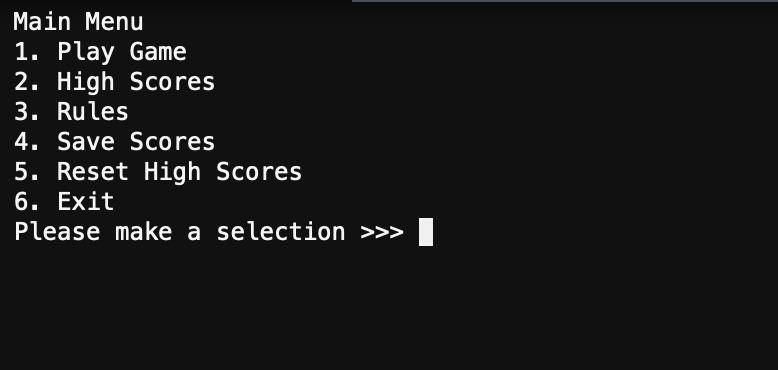 Main Menu
1. Play Game
2. High Scores
3. Rules
4. Save Scores
5. Reset High Scores
6. Exit
Please make a selection >>>